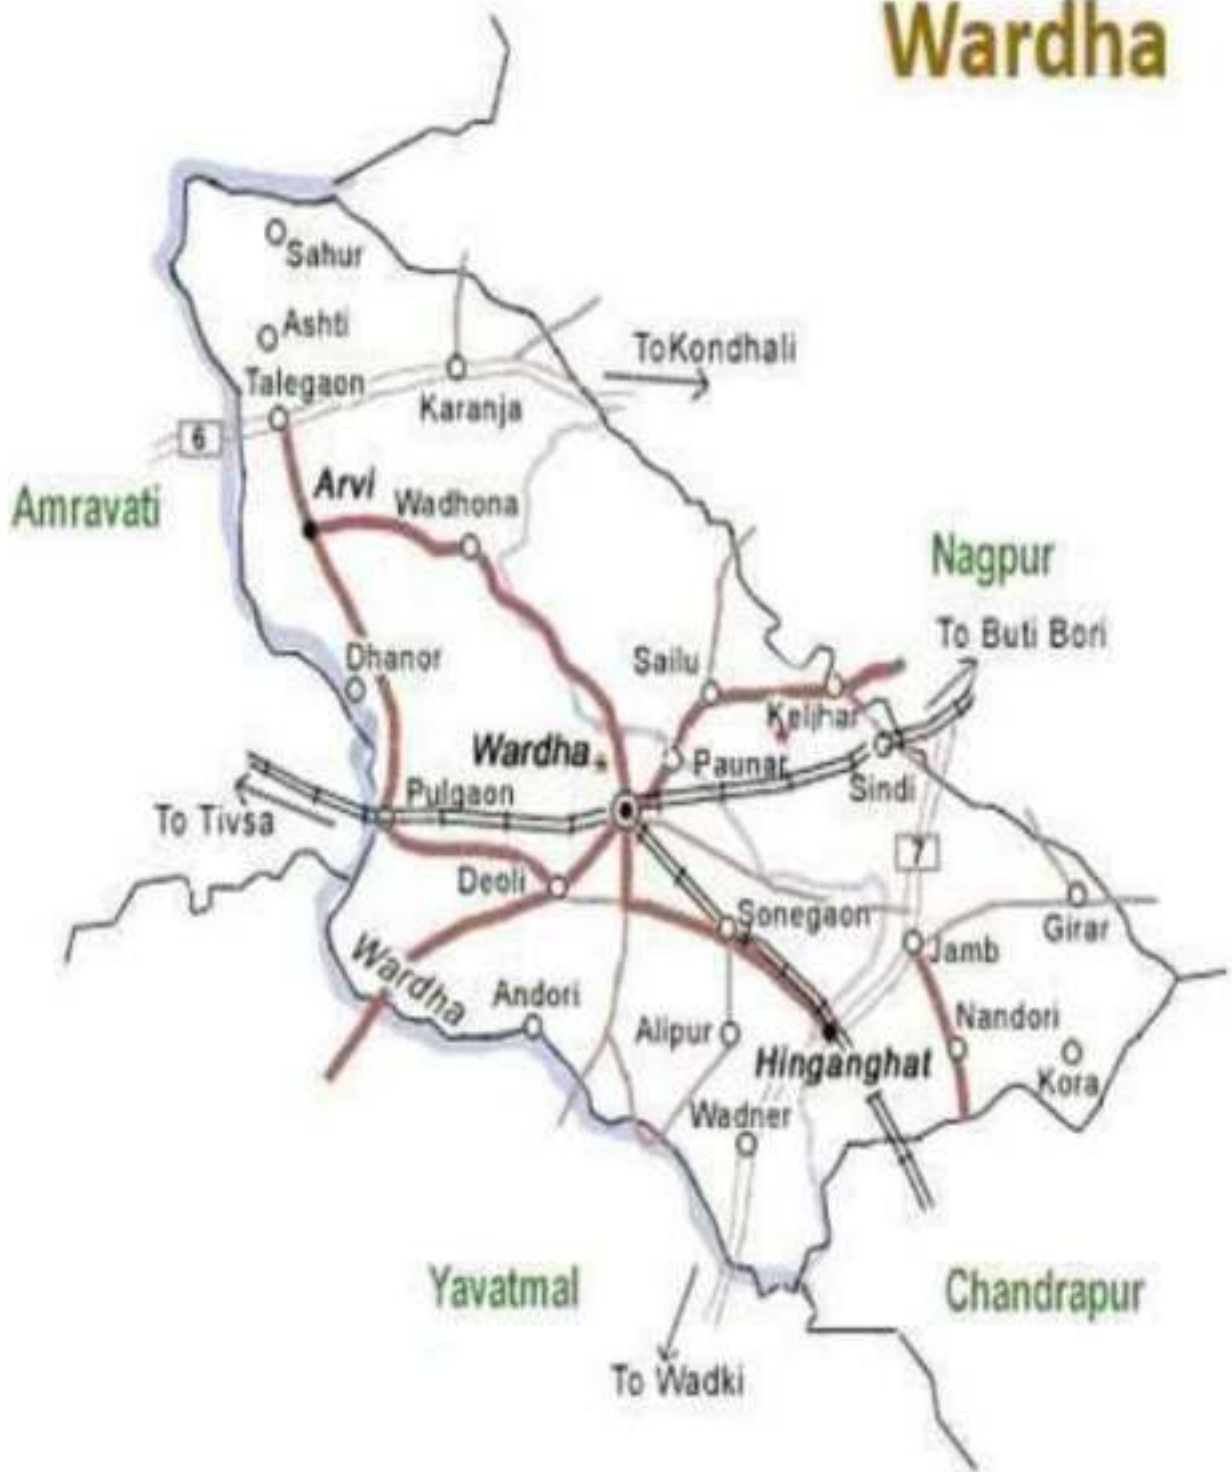 Wardha
Sahur
Ashti
ToKondhali
Talegaon
Karanja
6
Arvi
Wadhona
Amravati
Nagpur
To Buti Bori
Dhanor
Sailu
Keljhar
Wardha
Paunar
Sindi
Pulgaon
To Tivsa
7
Deoli
Sonegaon
Girar
Jamb
Wardha
Andori
Alipur
Nandori
Hinganghat
Kora
Wadner
Yavatmal
Chandrapur
To Wadki